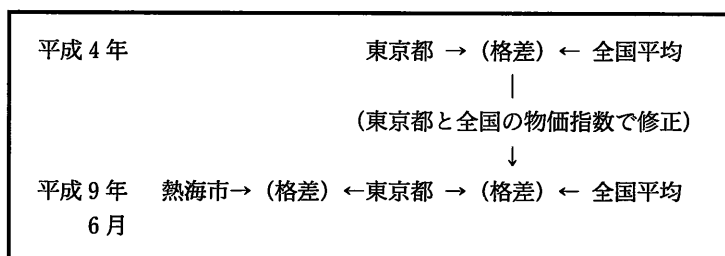 平成4年 東京都 → (格差) ← 全国平均
|
(東京都と全国の物価指数で修正)
↓
平成9年 熱海市→ (格差) ←東京都 → (格差) ← 全国平均
6月